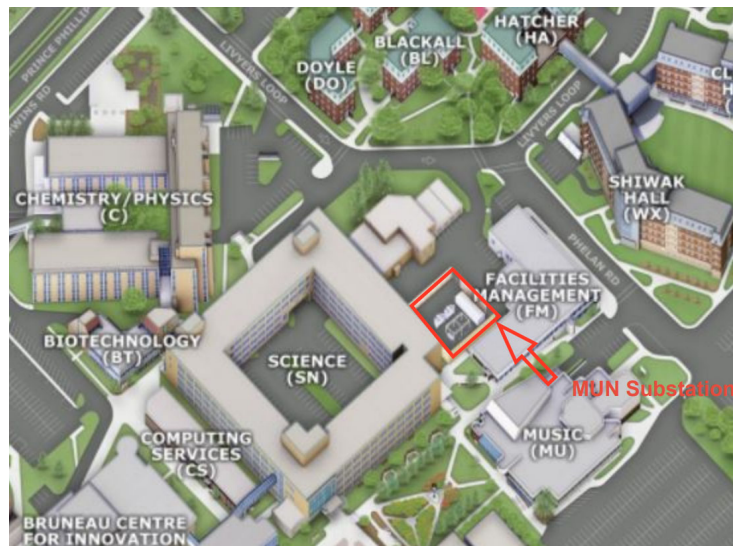 HATCHER
(HA)
BLACKALL
(BL)
DOYLE
(DO)
PRINCE PHILLIP
LIVYERS LOOP
LIVYERS LOOP
CHEMISTRY/PHYSICS
(C)
SHIWAK
HALL
(WX)
PHELAN RD
FACILITIES
MANAGEMENT
(FM)
BIOTECHNOLOGY
(BT)
SCIENCE
(SN)
MUN Substation
COMPUTING
SERVICES
(CS)
MUSIC
(MU)
BRUNEAU CENTRE
FOR INNOVATION